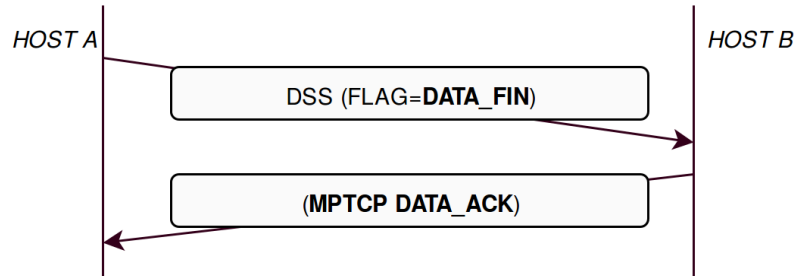 HOST A
HOST B
DSS (FLAG=DATA_FIN)
(MPTCP DATA_ACK)